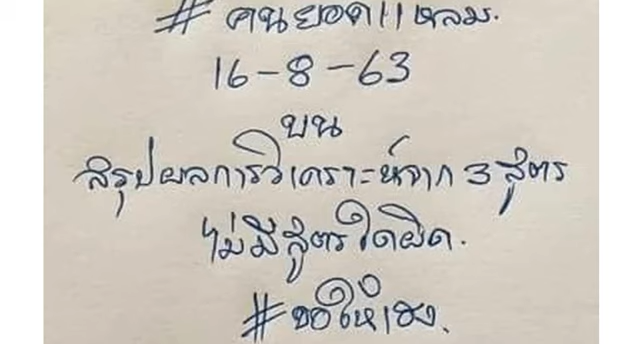 # คนยอดแหลม.
16-8-63
บน
สรุปผลการวิเคราะห์จาก 3 สูตร
ไม่มีสูตรใดผิด.
#ขอให้เฮง.